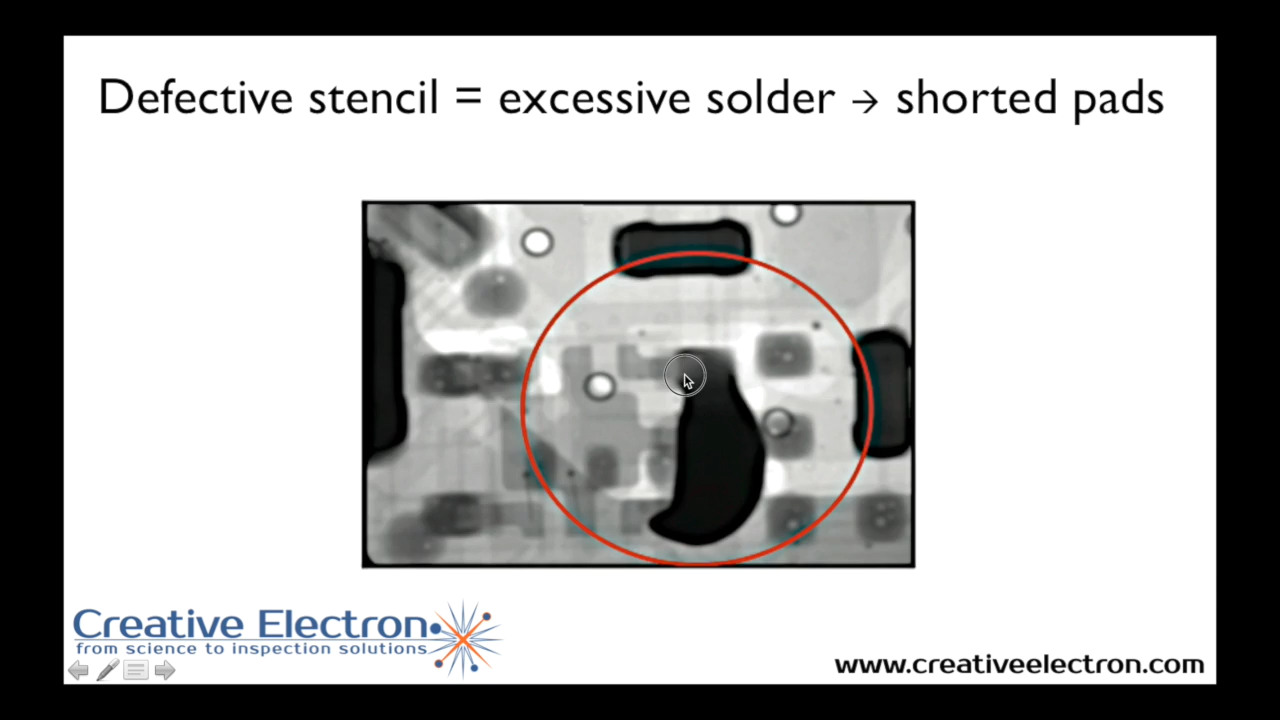 Defective stencil = excessive solder → shorted pads
Creative Electron
from science to inspection solutions
www.creativeelectron.com